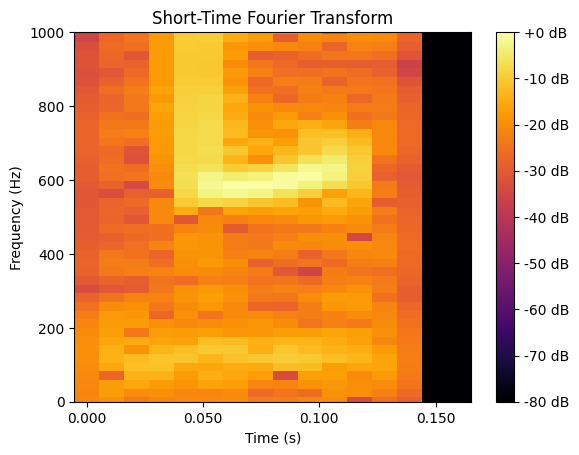 Short-Time Fourier Transform
1000
800
600
400
200
0
Frequency (Hz)
0.000
0.050
0.100
0.150
Time (s)
+0 dB
-10 dB
-20 dB
-30 dB
-40 dB
-50 dB
-60 dB
-70 dB
-80 dB